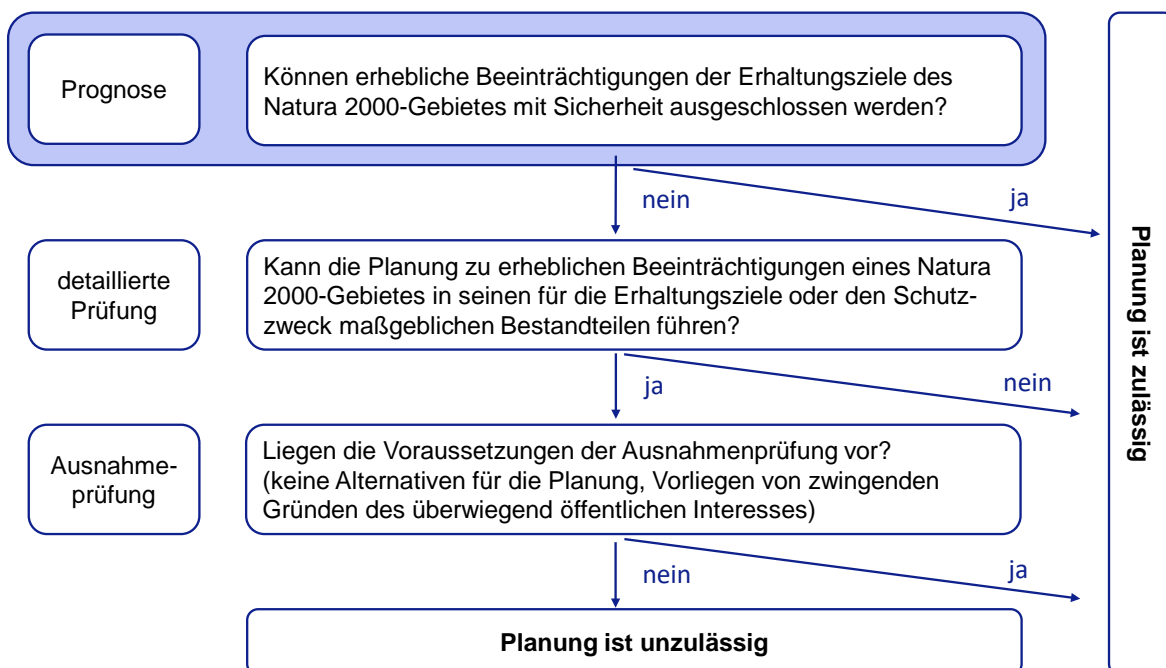 Prognose
Können erhebliche Beeinträchtigungen der Erhaltungsziele des
Natura 2000-Gebietes mit Sicherheit ausgeschlossen werden?
nein
ja
detaillierte
Prüfung
Kann die Planung zu erheblichen Beeinträchtigungen eines Natura
2000-Gebietes in seinen für die Erhaltungsziele oder den Schutz-
zweck maßgeblichen Bestandteilen führen?
ja
nein
Ausnahme-
prüfung
Liegen die Voraussetzungen der Ausnahmenprüfung vor?
(keine Alternativen für die Planung, Vorliegen von zwingenden
Gründen des überwiegend öffentlichen Interesses)
nein
ja
Planung ist unzulässig
Planung ist zulässig